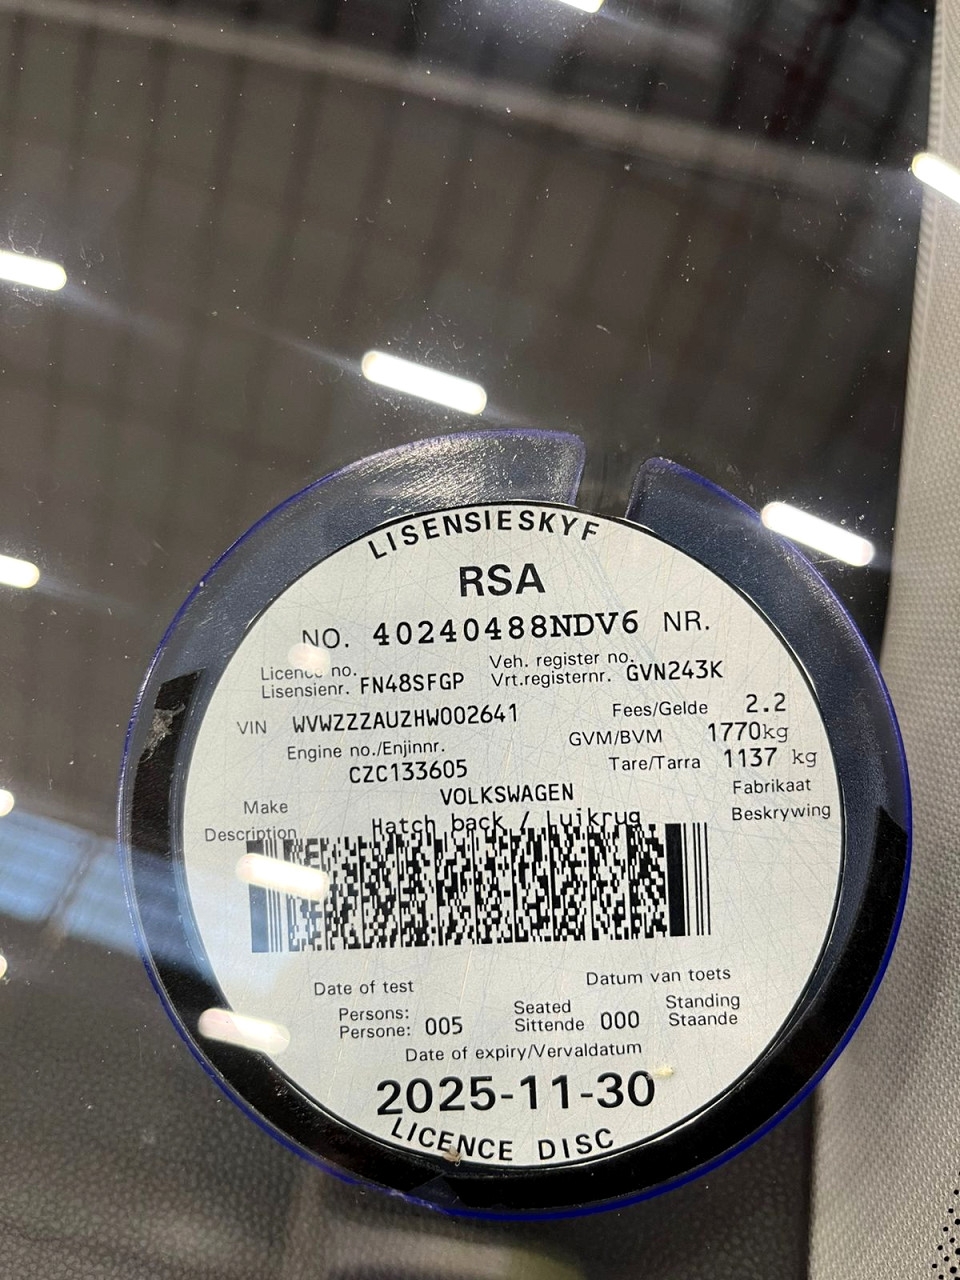 LISENSIESKYF
RSA
NO. 40240488NDV6 NR.
Licence no. Veh. register no.
Lisensienr. FN48SFGP Vrt.registernr. GVN243K
VIN WVWZZZAUZHW002641 Fees/Gelde 2.2
Engine no./Enjinnr. GVM/BVM 1770kg
CZC133605 Tare/Tarra 1137 kg
Make VOLKSWAGEN Fabrikaat
Description Hatch back / Luikrug Beskrywing
Date of test Datum van toets
Persons: Seated Standing
Persone: 005 Sittende 000 Staande
Date of expiry/Vervaldatum
2025-11-30
LICENCE DISC